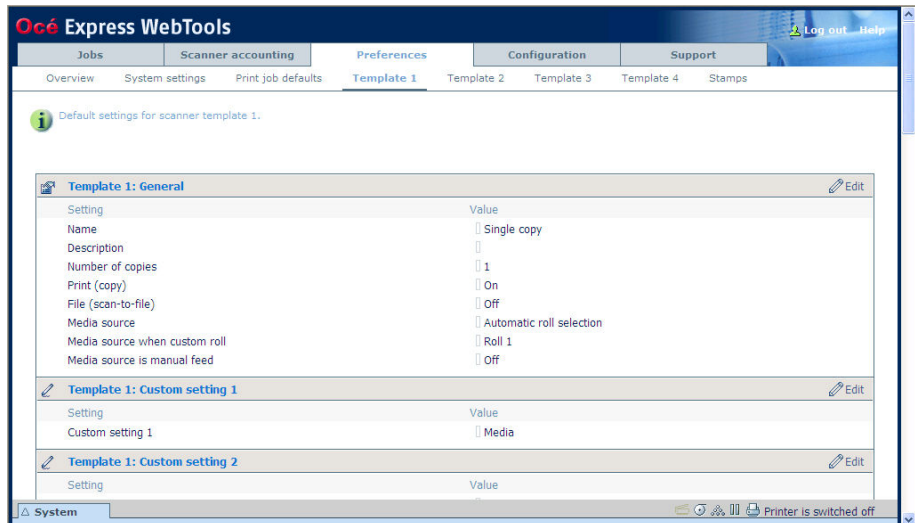 Océ Express WebTools
Log out Help
Jobs Scanner accounting Preferences Configuration Support
Overview System settings Print job defaults Template 1 Template 2 Template 3 Template 4 Stamps
Default settings for scanner template 1.
Template 1: General Edit
Setting Value
Name Single copy
Description
Number of copies 1
Print (copy) On
File (scan-to-file) Off
Media source Automatic roll selection
Media source when custom roll Roll 1
Media source is manual feed Off
Template 1: Custom setting 1 Edit
Setting Value
Custom setting 1 Media
Template 1: Custom setting 2 Edit
Setting Value
System Printer is switched off